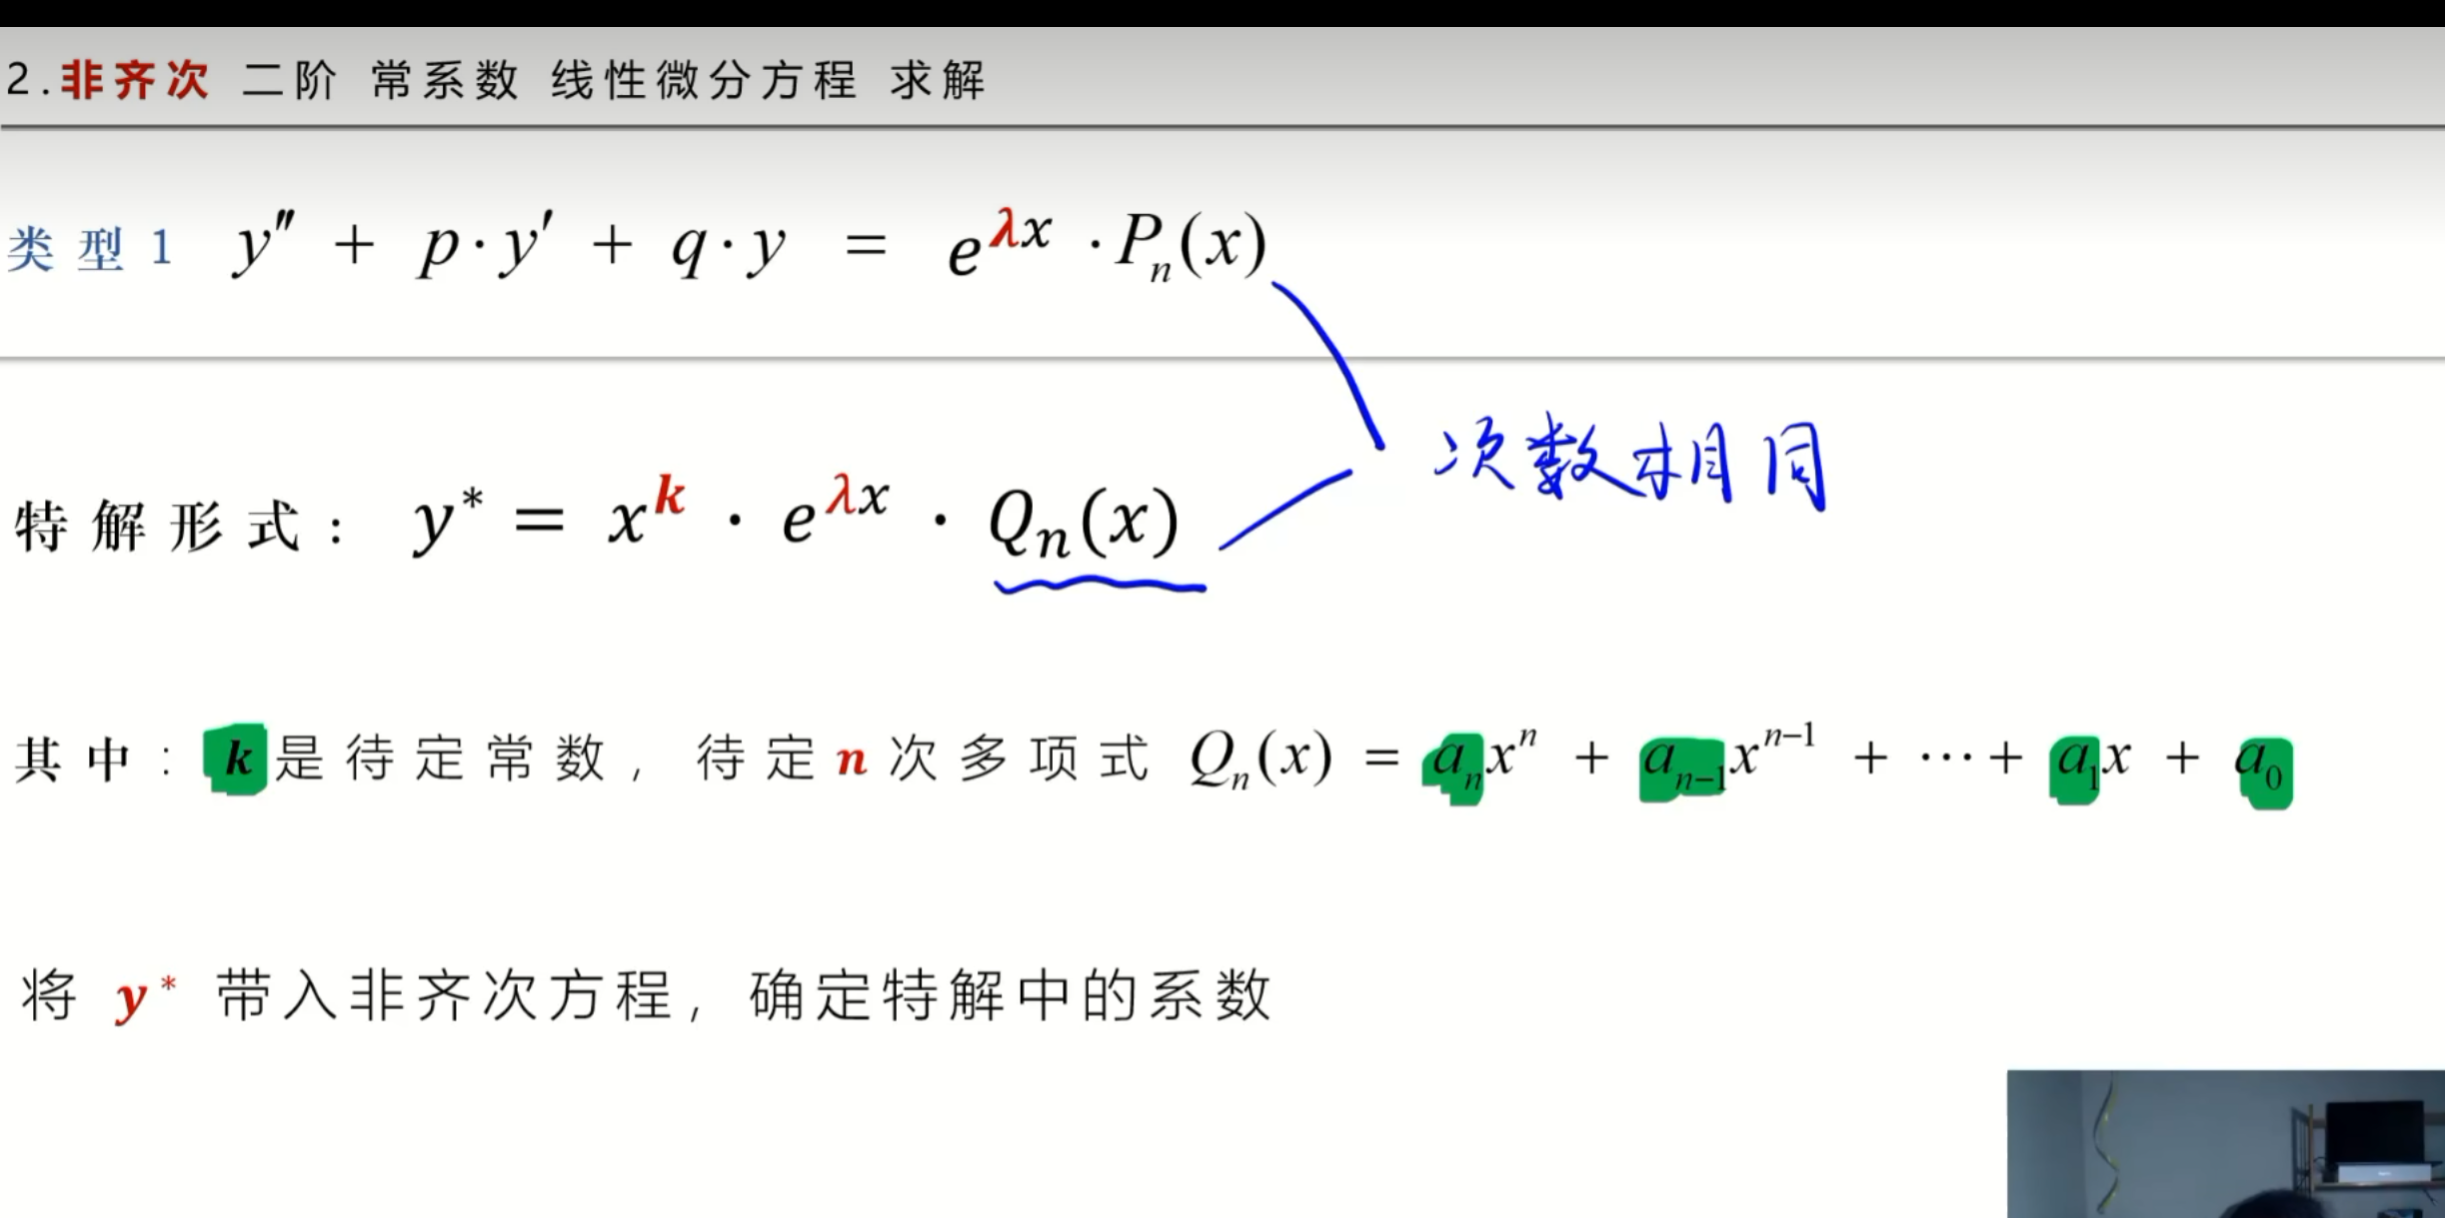 2.非齐次 二阶 常系数 线性微分方程 求解
类型1 y″ + p·y′ + q·y = e^{λx} ·P_n(x)
次数相同
特解形式: y* = x^k · e^{λx} · Q_n(x)
其中: k是待定常数, 待定n次多项式 Q_n(x) = a_n x^n + a_{n−1} x^{n−1} + ⋯ + a_1 x + a_0
将 y* 带入非齐次方程, 确定特解中的系数